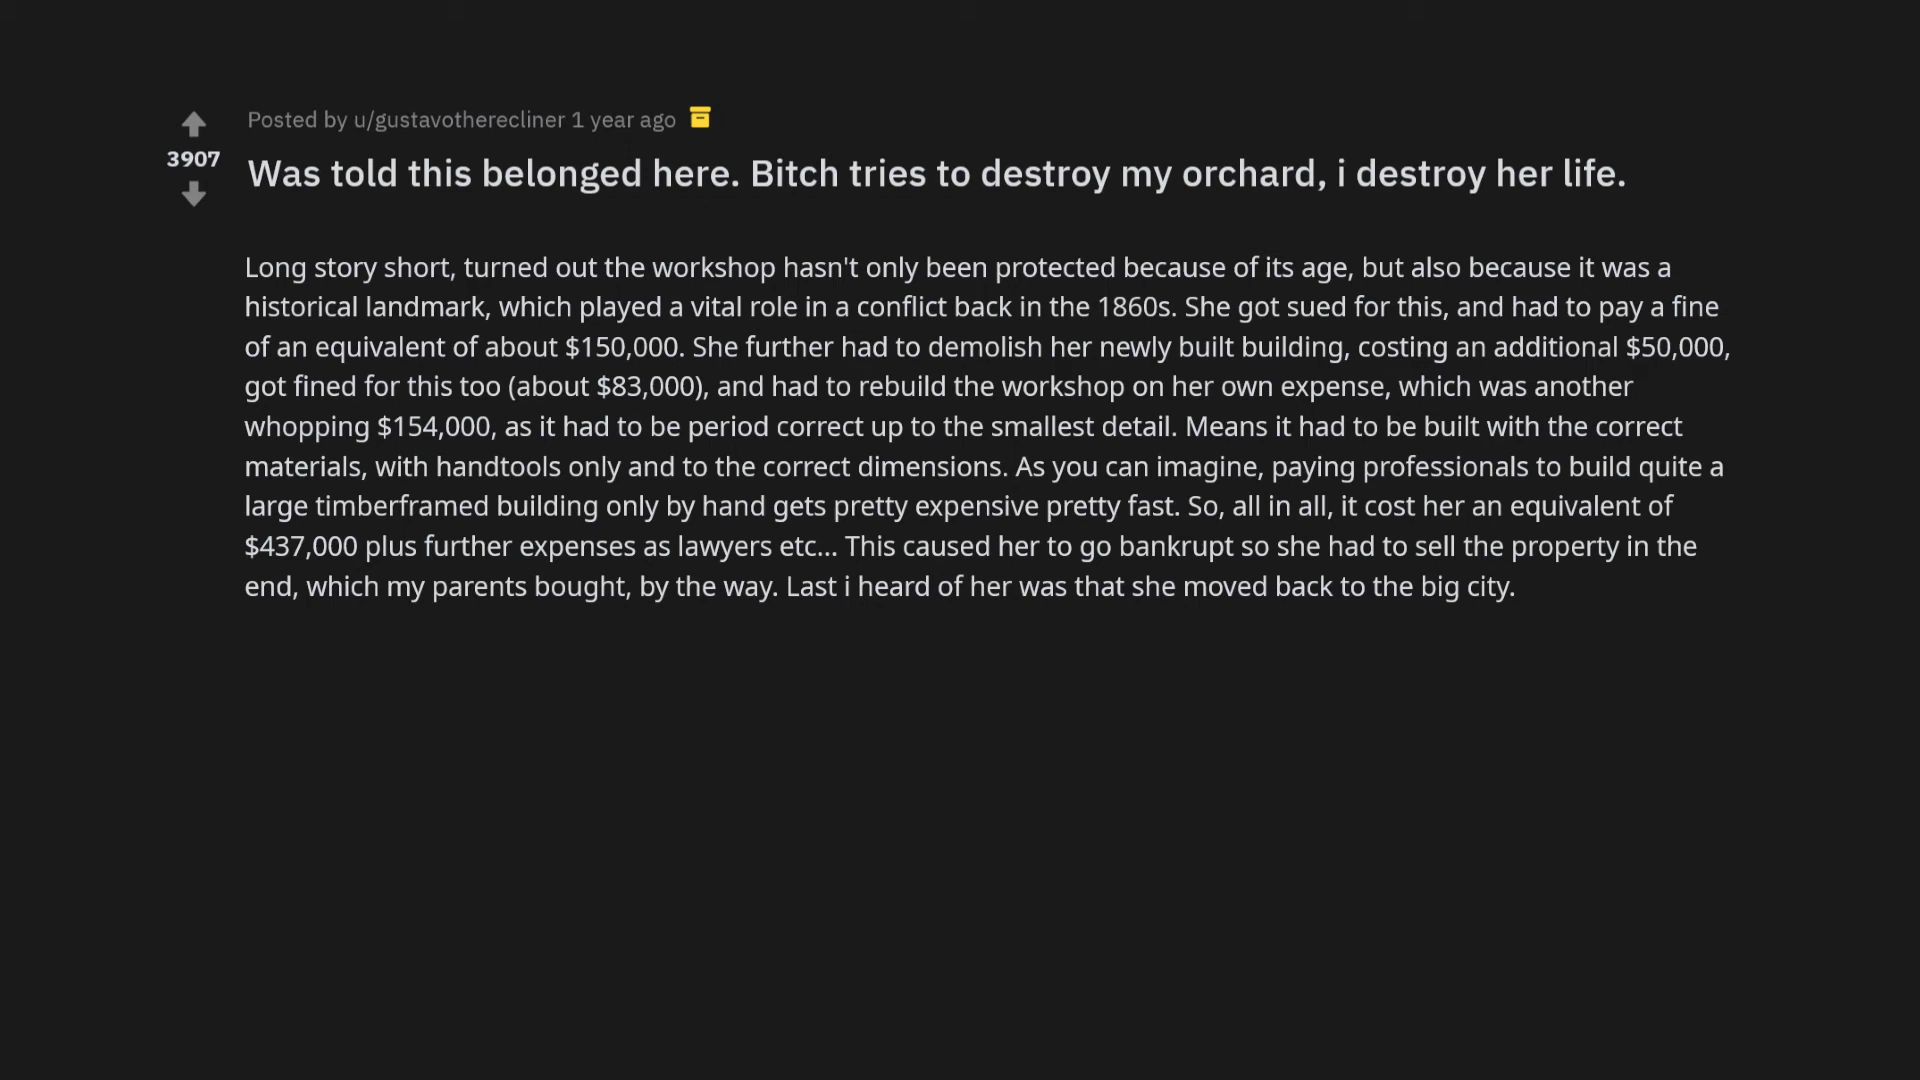 Posted by u/gustavotherecliner 1 year ago
3907
Was told this belonged here. Bitch tries to destroy my orchard, i destroy her life.
Long story short, turned out the workshop hasn't only been protected because of its age, but also because it was a
historical landmark, which played a vital role in a conflict back in the 1860s. She got sued for this, and had to pay a fine
of an equivalent of about $150,000. She further had to demolish her newly built building, costing an additional $50,000,
got fined for this too (about $83,000), and had to rebuild the workshop on her own expense, which was another
whopping $154,000, as it had to be period correct up to the smallest detail. Means it had to be built with the correct
materials, with handtools only and to the correct dimensions. As you can imagine, paying professionals to build quite a
large timberframed building only by hand gets pretty expensive pretty fast. So, all in all, it cost her an equivalent of
$437,000 plus further expenses as lawyers etc... This caused her to go bankrupt so she had to sell the property in the
end, which my parents bought, by the way. Last i heard of her was that she moved back to the big city.